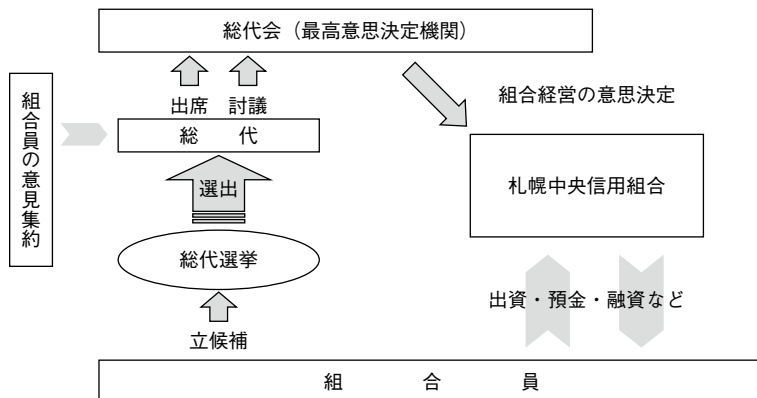 総代会（最高意思決定機関）
出席 討議
組合経営の意思決定
組合員の意見集約
総　代
札幌中央信用組合
選出
総代選挙
出資・預金・融資など
立候補
組　合　員